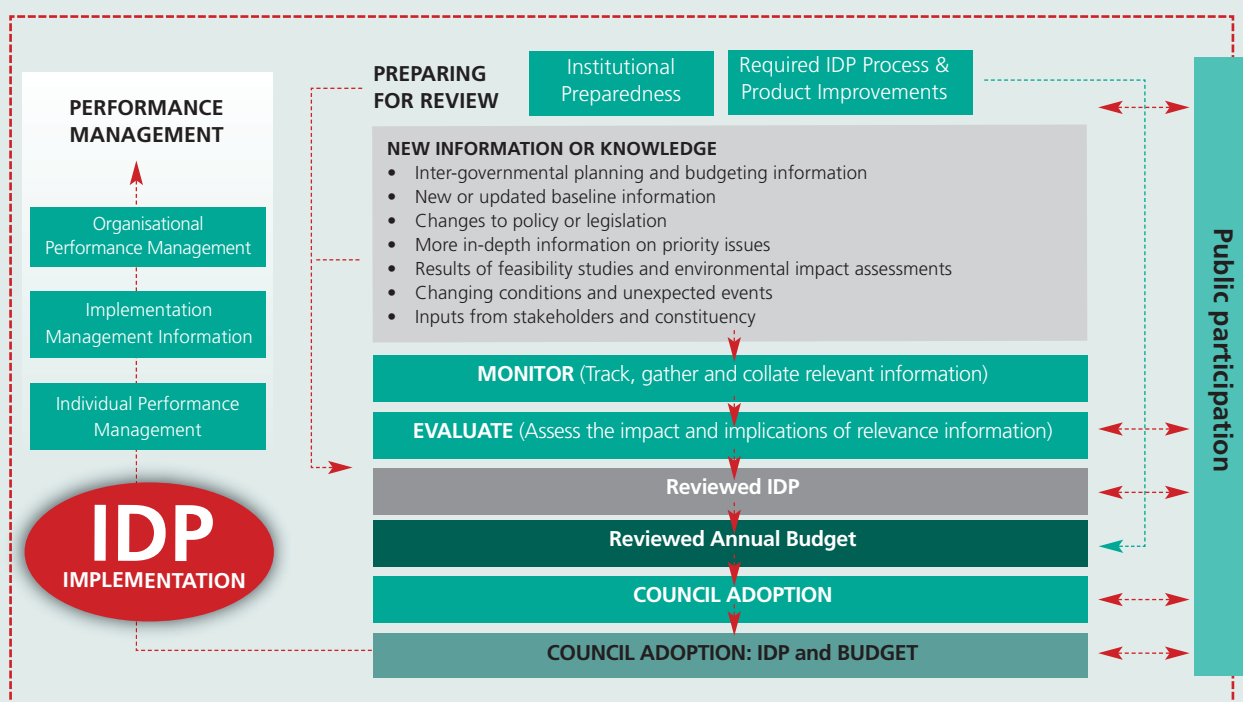 PERFORMANCE
MANAGEMENT
Organisational
Performance Management
Implementation
Management Information
Individual Performance
Management
IDP
IMPLEMENTATION
PREPARING
FOR REVIEW
Institutional
Preparedness
Required IDP Process &
Product Improvements
NEW INFORMATION OR KNOWLEDGE
• Inter-governmental planning and budgeting information
• New or updated baseline information
• Changes to policy or legislation
• More in-depth information on priority issues
• Results of feasibility studies and environmental impact assessments
• Changing conditions and unexpected events
• Inputs from stakeholders and constituency
MONITOR (Track, gather and collate relevant information)
EVALUATE (Assess the impact and implications of relevance information)
Reviewed IDP
Reviewed Annual Budget
COUNCIL ADOPTION
COUNCIL ADOPTION: IDP and BUDGET
Public participation